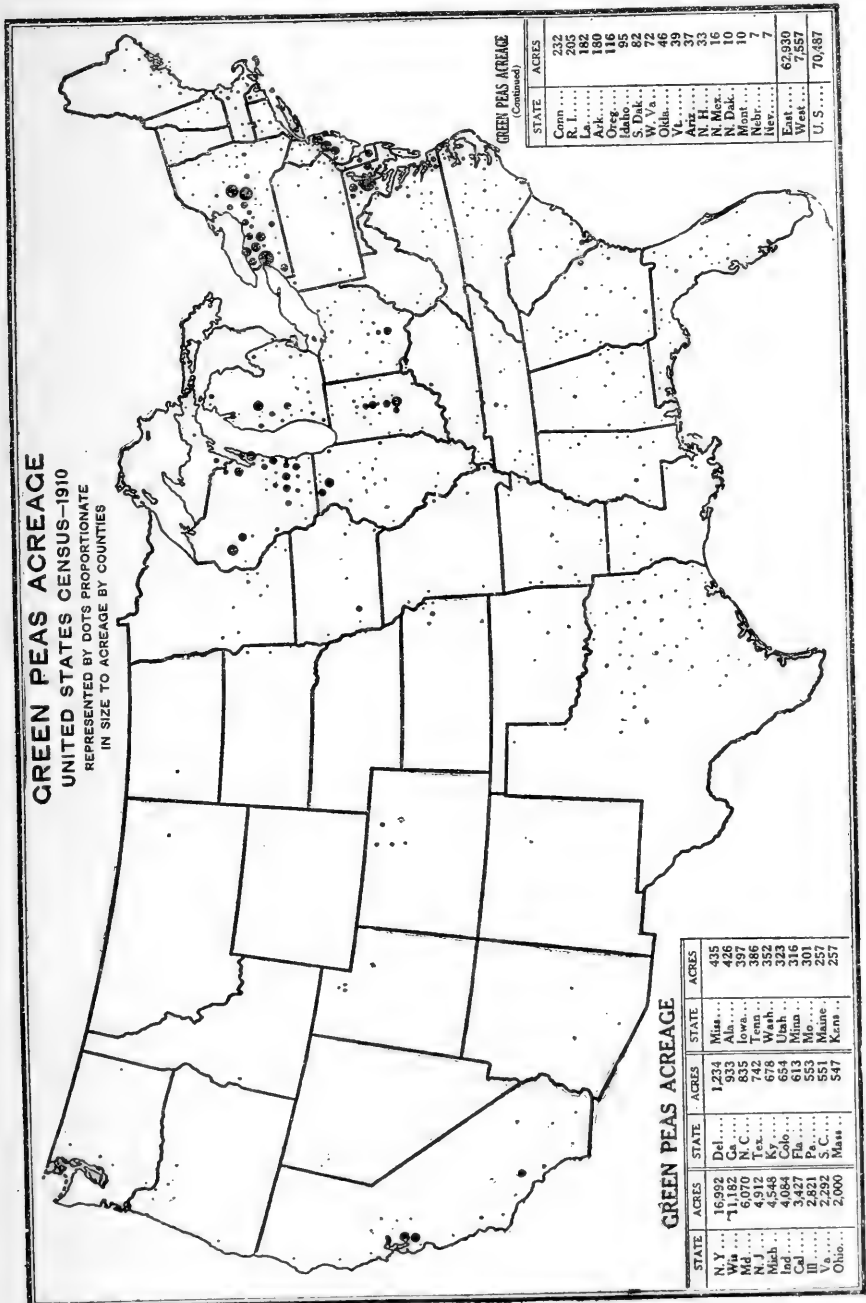 GREEN PEAS ACREAGE
UNITED STATES CENSUS—1910
REPRESENTED BY DOTS PROPORTIONATE
IN SIZE TO ACREAGE BY COUNTIES
GREEN PEAS ACREAGE
STATE ACRES STATE ACRES STATE ACRES
N. Y.... 16,992 Del.... 1,234 Miss.... 435
Wis.... 11,182 Ga.... 933 Ala.... 426
Md.... 6,070 N. C.... 835 Iowa.... 397
N. J.... 4,912 Tex.... 742 Tenn.... 386
Mich.... 4,548 Ky.... 678 Wash.... 352
Ind.... 4,084 Colo.... 654 Utah.... 323
Cal.... 3,427 Fla.... 613 Minn.... 316
Ill.... 2,821 Pa.... 553 Mo.... 301
Va.... 2,292 S. C.... 551 Maine.. 257
Ohio.. 2,000 Mass... 547 Kans... 257
GREEN PEAS ACREAGE
(Continued)
STATE ACRES
Conn.... 232
R. I..... 205
La...... 182
Ark..... 180
Oreg.... 116
Idaho.... 95
S. Dak... 82
W. Va... 72
Okla.... 46
Vt...... 39
Ariz..... 37
N. H.... 33
N. Mex.. 16
N. Dak.. 10
Mont.... 10
Nebr.... 7
Nev.... 7
East.... 62,930
West.... 7,557
U. S.... 70,487